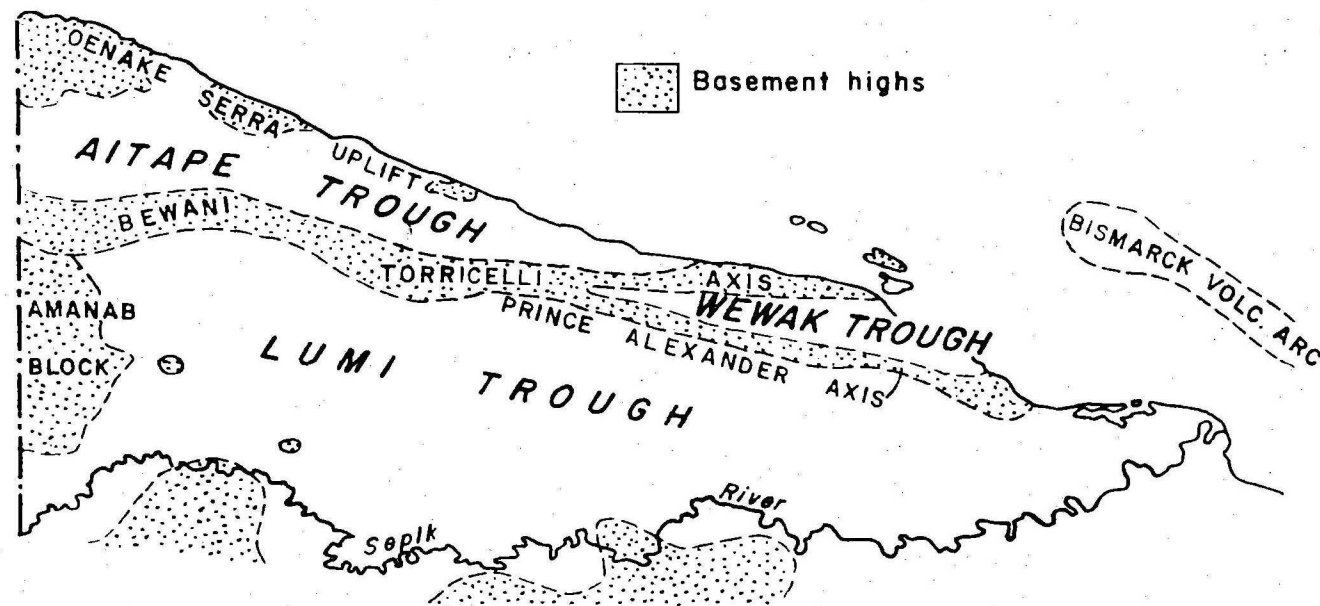 OENAKE
SERRA
UPLIFT
Basement highs
AITAPE TROUGH
BEWANI
TORRICELLI AXIS
BISMARCK VOLC. ARC
WEWAK TROUGH
PRINCE ALEXANDER AXIS
AMANAB
BLOCK
LUMI TROUGH
Sepik River